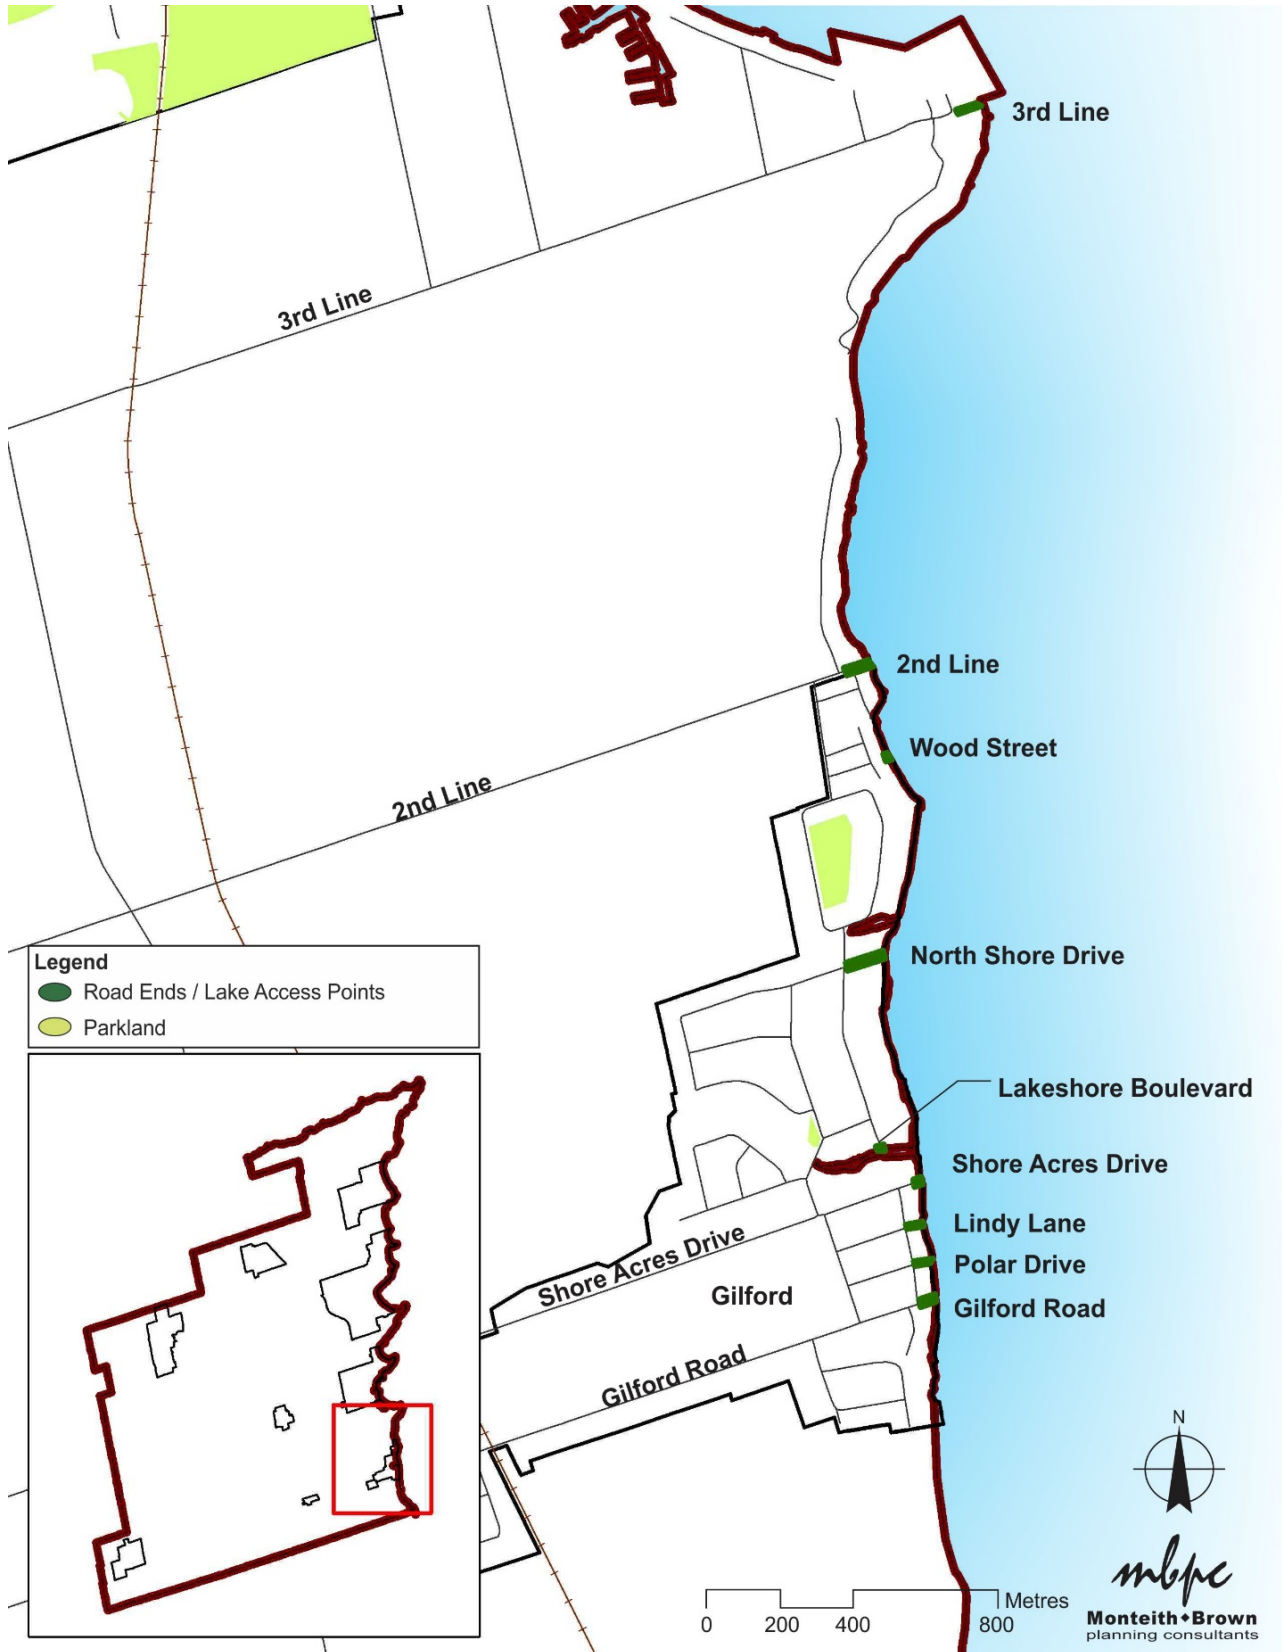 3rd Line
3rd Line
2nd Line
Wood Street
2nd Line
North Shore Drive
Legend
Road Ends / Lake Access Points
Parkland
Lakeshore Boulevard
Shore Acres Drive
Lindy Lane
Shore Acres Drive
Polar Drive
Gilford
Gilford Road
Gilford Road
N
mbpc
Metres
0 200 400 800
Monteith Brown
planning consultants